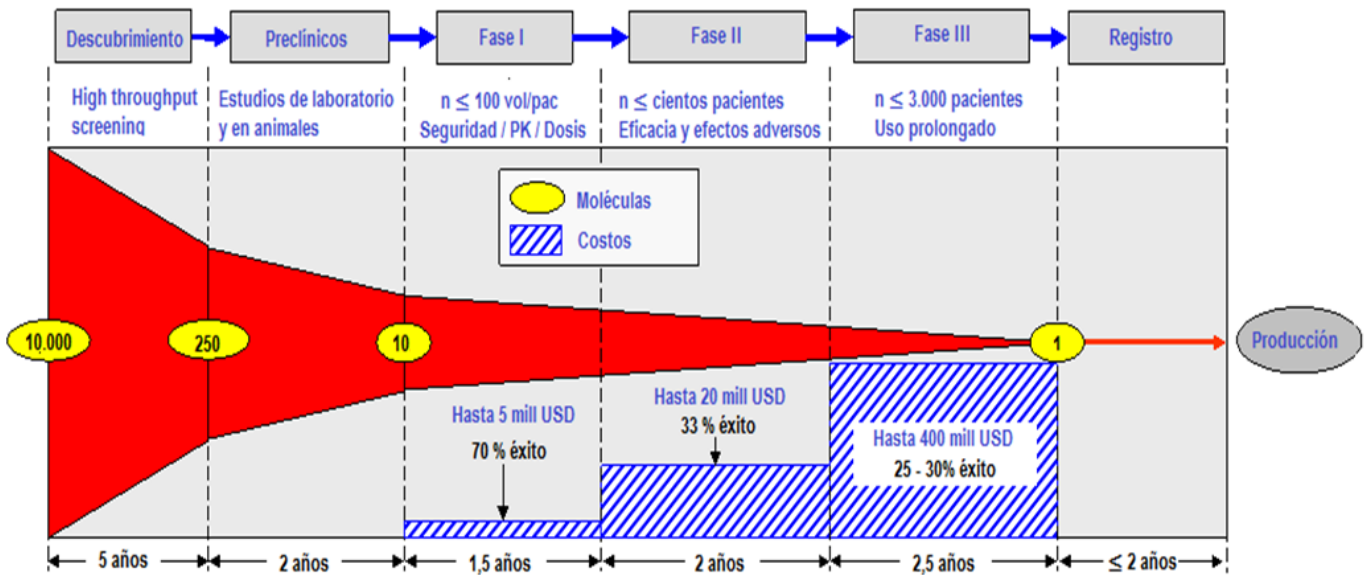 Descubrimiento
Preclínicos
Fase I
Fase II
Fase III
Registro
High throughput
screening
Estudios de laboratorio
y en animales
n ≤ 100 vol/pac
Seguridad / PK / Dosis
n ≤ cientos pacientes
Eficacia y efectos adversos
n ≤ 3.000 pacientes
Uso prolongado
Moléculas
Costos
10.000
250
10
1
Producción
Hasta 5 mill USD
70 % éxito
Hasta 20 mill USD
33 % éxito
Hasta 400 mill USD
25 - 30% éxito
5 años
2 años
1,5 años
2 años
2,5 años
≤ 2 años